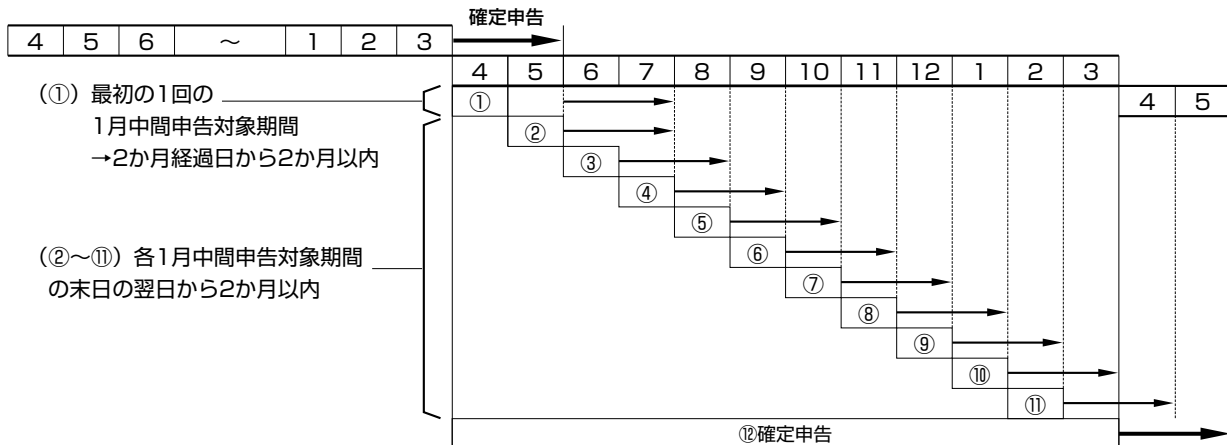 確定申告
4 5 6 ～ 1 2 3
4 5 6 7 8 9 10 11 12 1 2 3
4 5
(①) 最初の1回の
1月中間申告対象期間
→2か月経過日から2か月以内
(②～⑪) 各1月中間申告対象期間
の末日の翌日から2か月以内
①
②
③
④
⑤
⑥
⑦
⑧
⑨
⑩
⑪
⑫確定申告